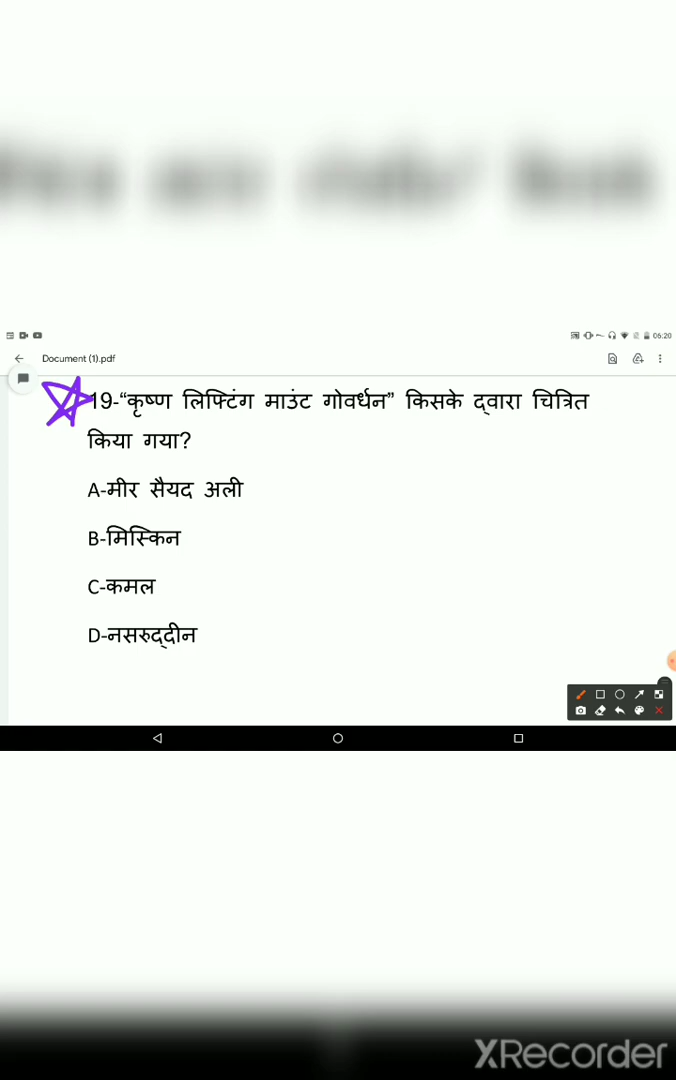 06:20
Document (1).pdf
19-“कृष्ण लिफ्टिंग माउंट गोवर्धन” किसके द्वारा चित्रित
किया गया?
A-मीर सैयद अली
B-मिस्किन
C-कमल
D-नसरुद्दीन
XRecorder